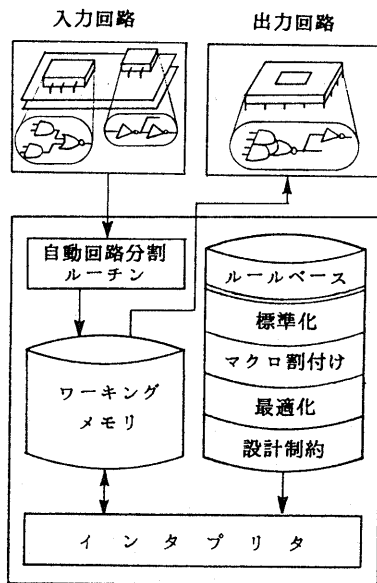 入力回路
出力回路
自動回路分割
ルーチン
ワーキング
メモリ
ルールベース
標準化
マクロ割付け
最適化
設計制約
インタプリタ